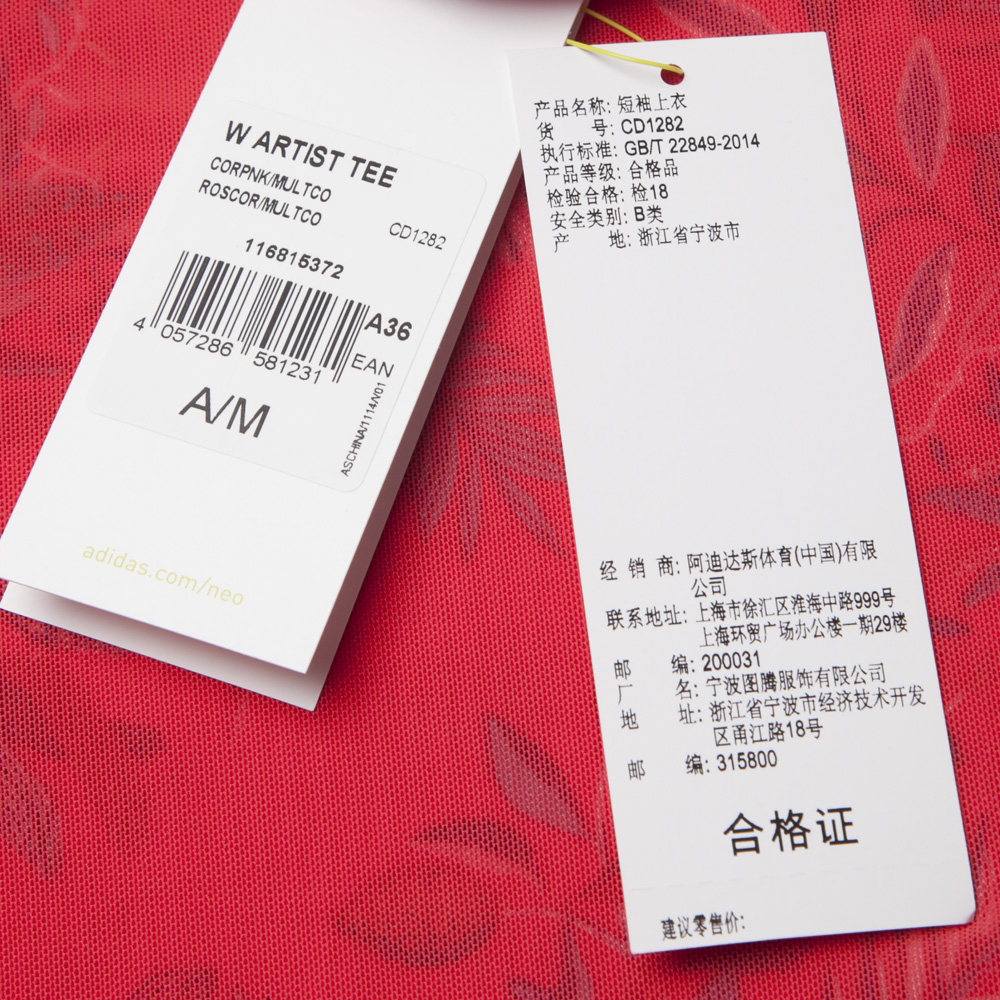 W ARTIST TEE
CORPNK/MULTCO
ROSCOR/MULTCO
CD1282
116815372
A36
4 057286 581231
EAN
A/M
ASCHINA/1114/V01
adidas.com/neo
产品名称: 短袖上衣
货 号: CD1282
执行标准: GB/T 22849-2014
产品等级: 合格品
检验合格: 检18
安全类别: B类
产 地: 浙江省宁波市
经 销 商: 阿迪达斯体育(中国)有限
公司
联系地址: 上海市徐汇区淮海中路999号
上海环贸广场办公楼一期29楼
邮 编: 200031
厂 名: 宁波图腾服饰有限公司
地 址: 浙江省宁波市经济技术开发
区甬江路18号
邮 编: 315800
合格证
建议零售价: